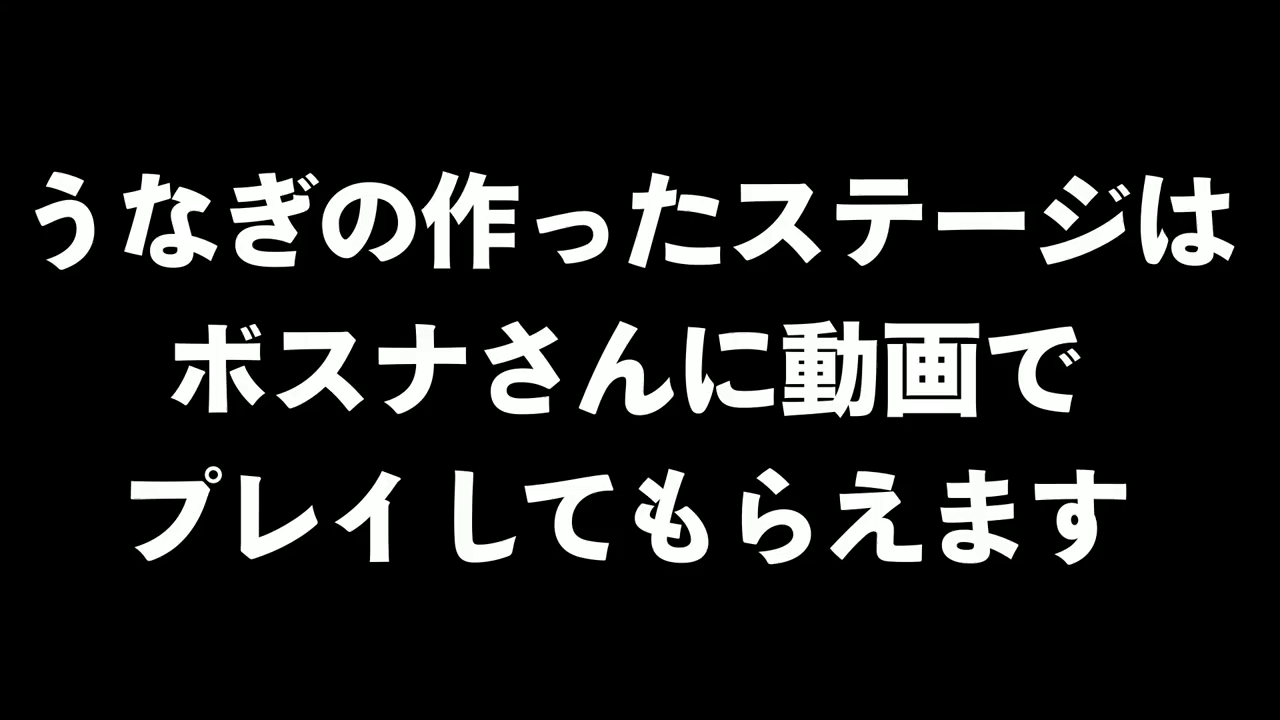 うなぎの作ったステージは
ボスナさんに動画で
プレイしてもらえます